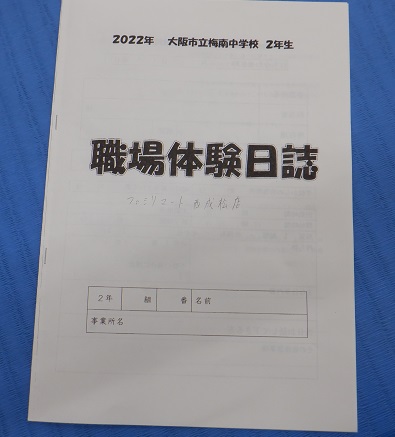 2022年 大阪市立梅南中学校 2年生
職場体験日誌
ファミリーマート 西成橘店
2年 組 番 名前
事業所名